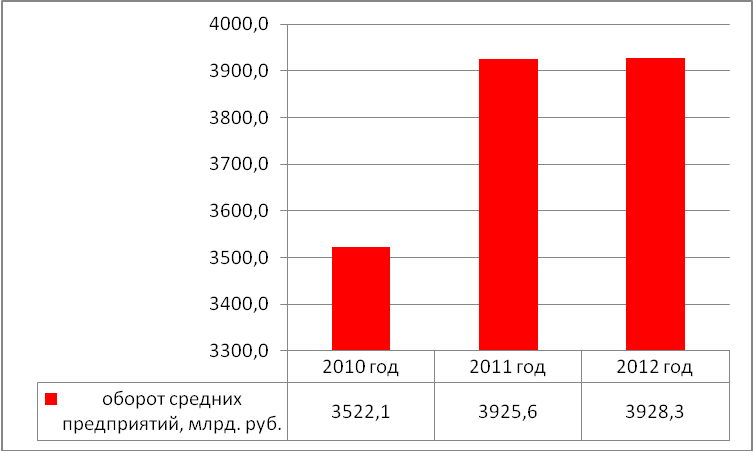 4000,0
3900,0
3800,0
3700,0
3600,0
3500,0
3400,0
3300,0
2010 год 2011 год 2012 год
оборот средних
предприятий, млрд. руб.
3522,1 3925,6 3928,3